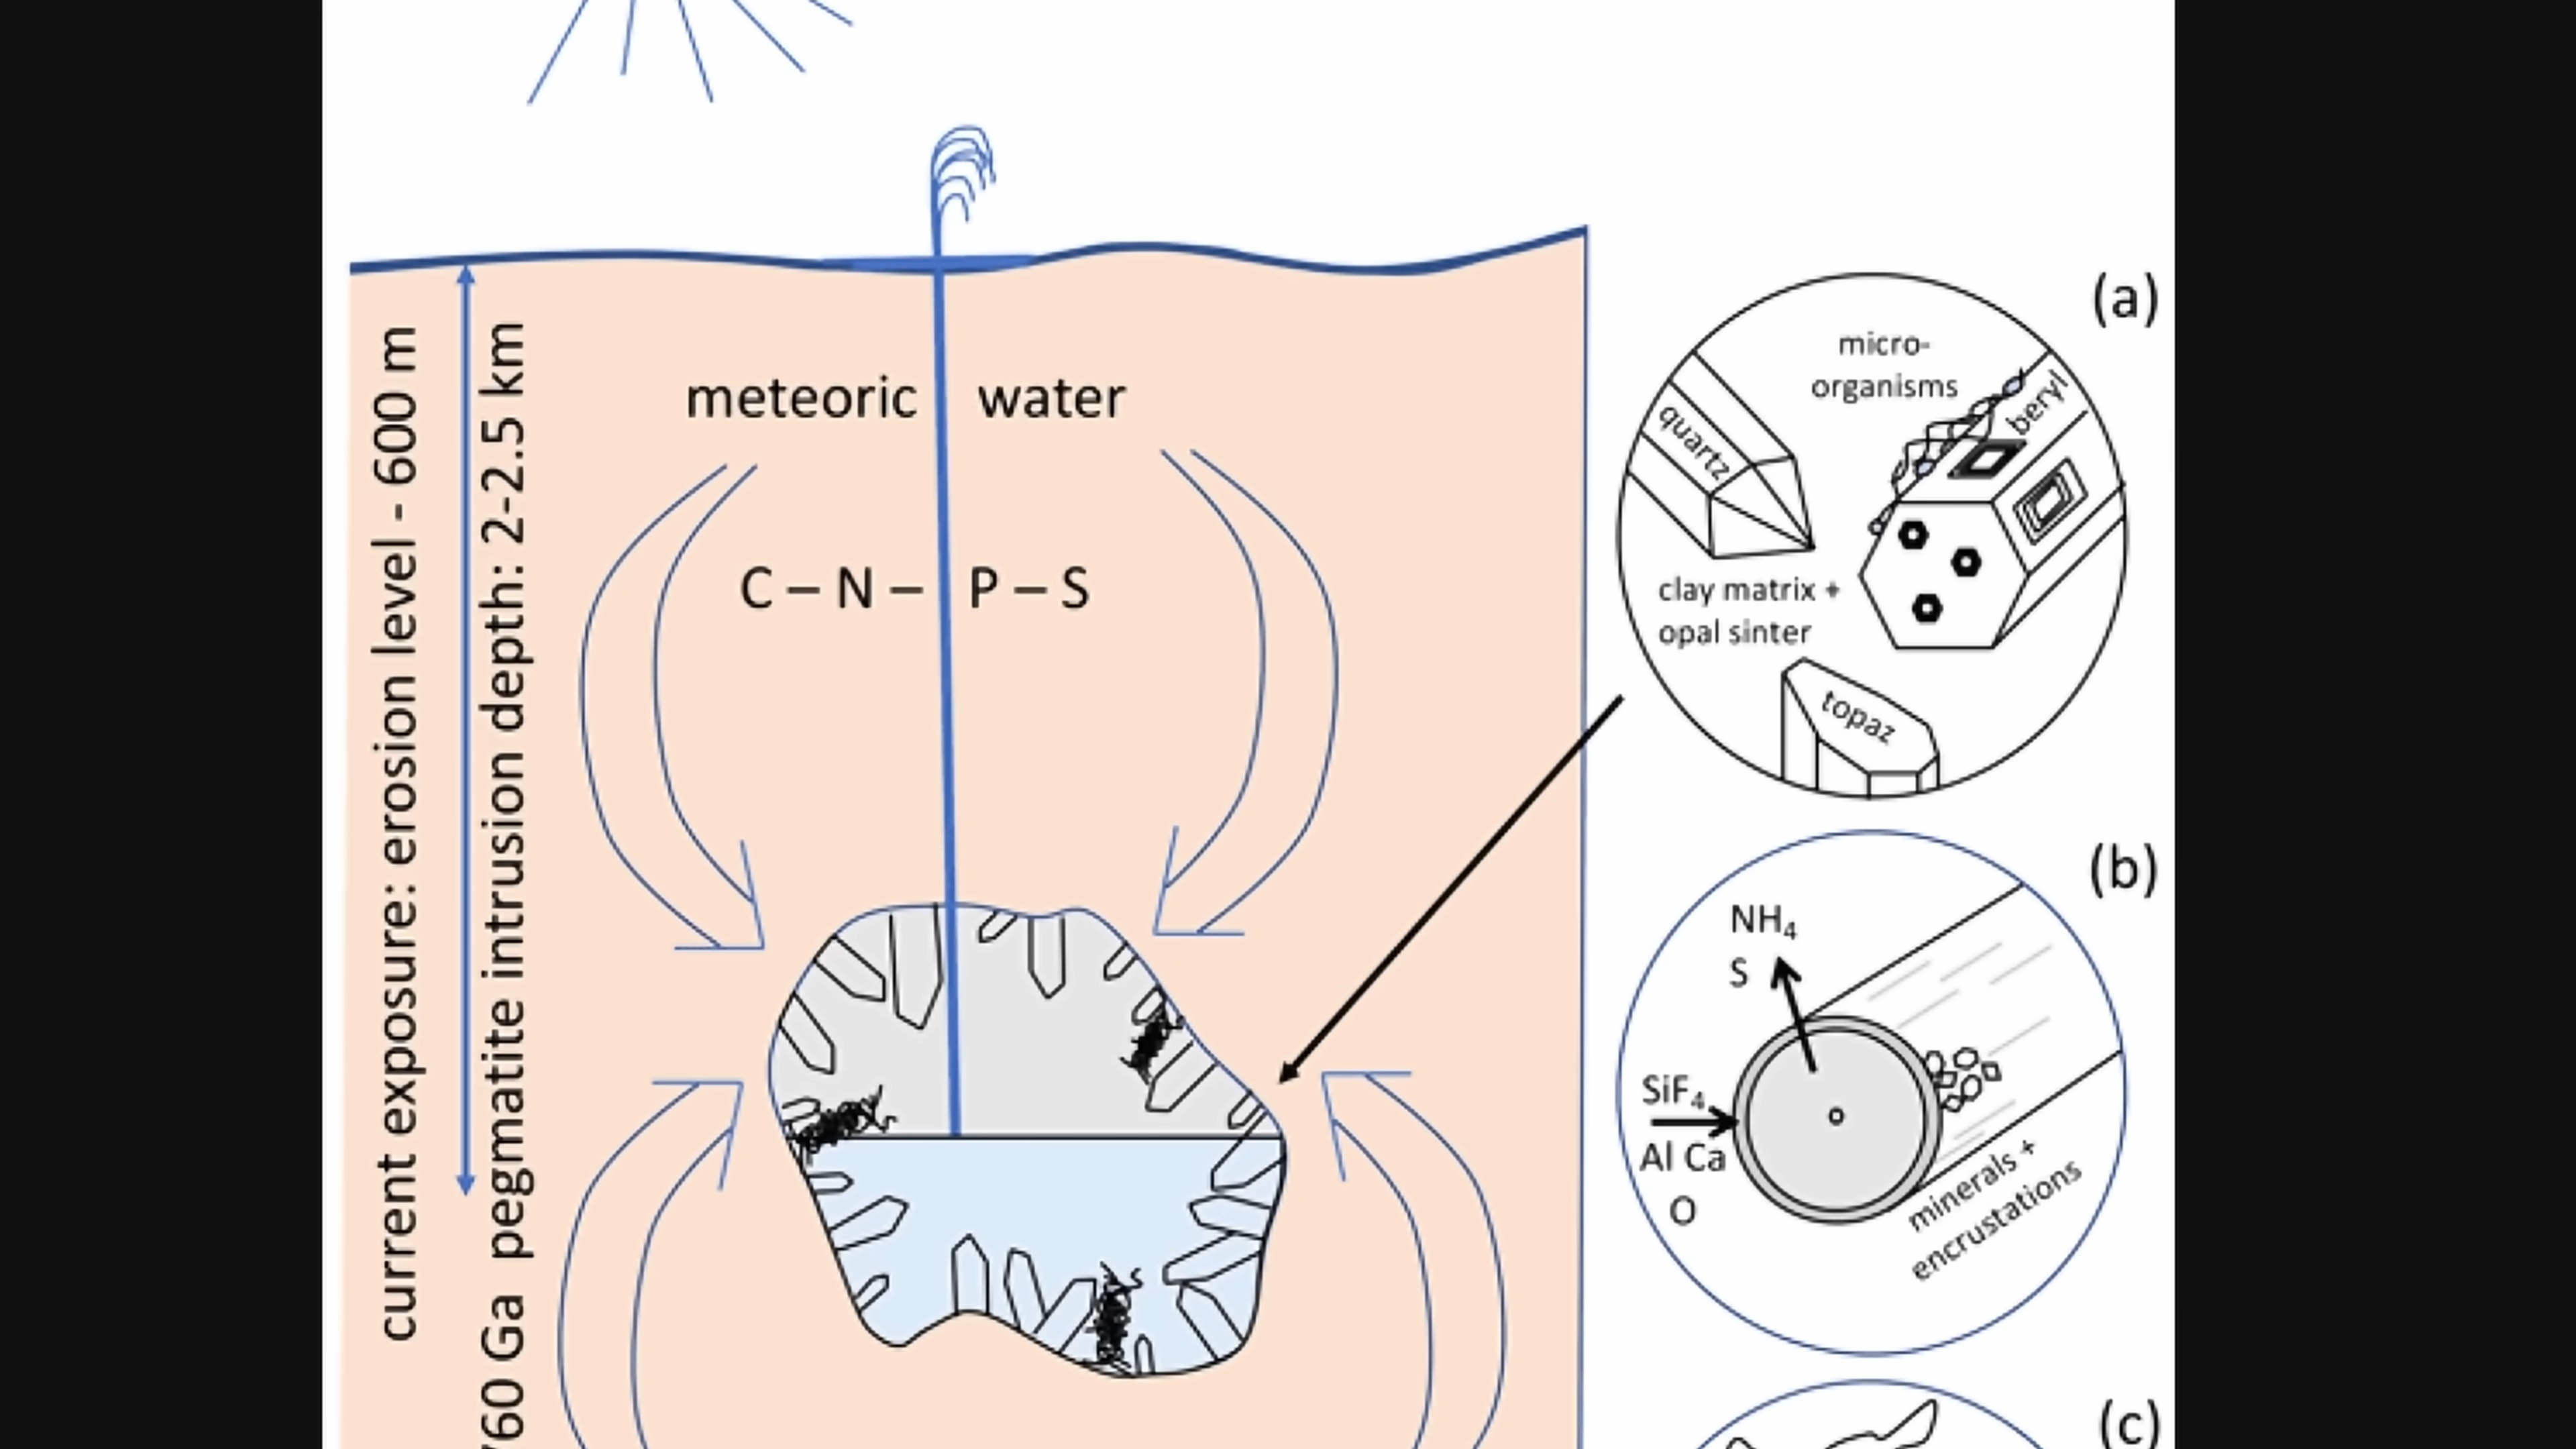 current exposure: erosion level - 600 m
60 Ga pegmatite intrusion depth: 2-2.5 km
meteoric water
C – N – P – S
(a)
micro-
organisms
quartz
beryl
clay matrix +
opal sinter
topaz
(b)
NH₄
S
SiF₄
Al Ca
O
minerals +
encrustations
(c)